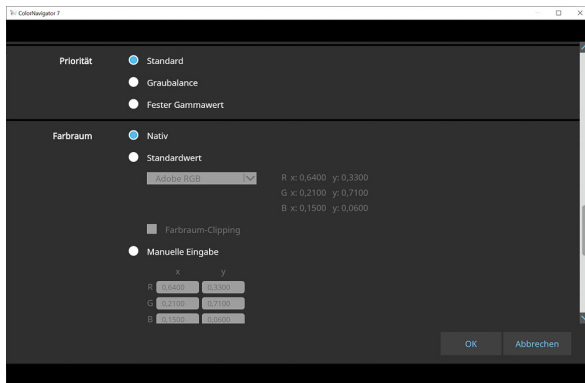 ColorNavigator 7
Priorität Standard
Graubalance
Fester Gammawert
Farbraum Nativ
Standardwert
Adobe RGB R x: 0,6400 y: 0,3300
G x: 0,2100 y: 0,7100
B x: 0,1500 y: 0,0600
Farbraum-Clipping
Manuelle Eingabe
x y
R 0,6400 0,3300
G 0,2100 0,7100
B 0,1500 0,0600
OK Abbrechen